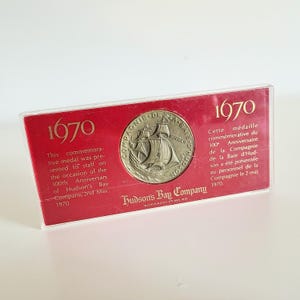 1670
This commemora-
tive medal was pre-
sented to staff on
the occasion of the
300th Anniversary
of Hudson's Bay
Company, 2nd May,
1970.
1670
Cette médaille
commémorative du
300e Anniversaire
de la Compagnie
de la Baie d'Hud-
son a été présentée
au personnel de la
Compagnie le 2 mai
1970.
Hudson's Bay Company